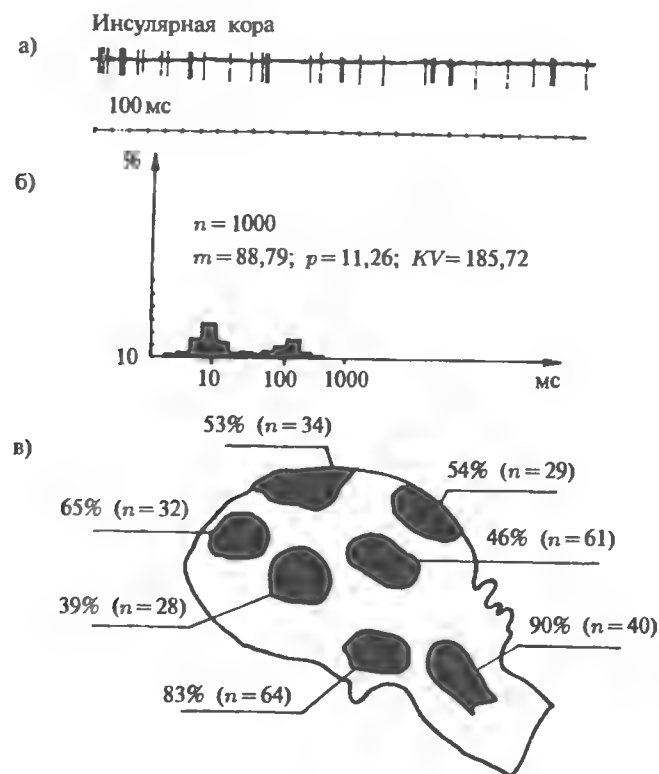 Инсулярная кора
а)
100 мс
%
б)
n = 1000
m = 88,79; p = 11,26; KV = 185,72
10
10 100 1000
мс
в)
53% (n = 34)
54% (n = 29)
65% (n = 32)
46% (n = 61)
39% (n = 28)
90% (n = 40)
83% (n = 64)